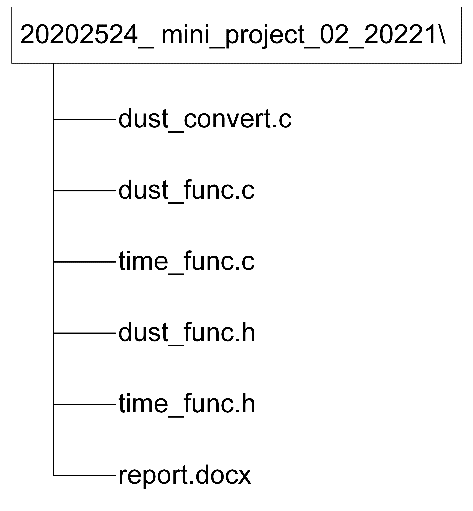 20202524_ mini_project_02_20221\
dust_convert.c
dust_func.c
time_func.c
dust_func.h
time_func.h
report.docx